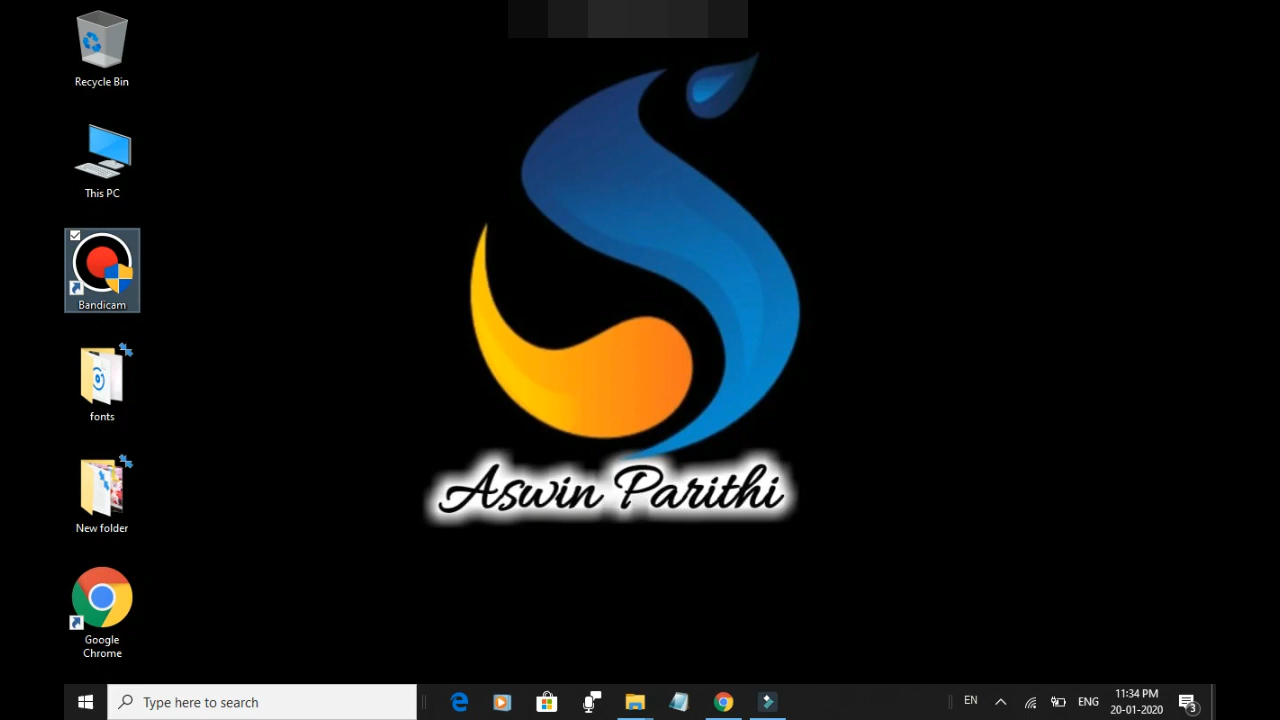 Recycle Bin
This PC
Bandicam
fonts
New folder
Google
Chrome
Aswin Parithi
Type here to search
EN
ENG
11:34 PM
20-01-2020
3